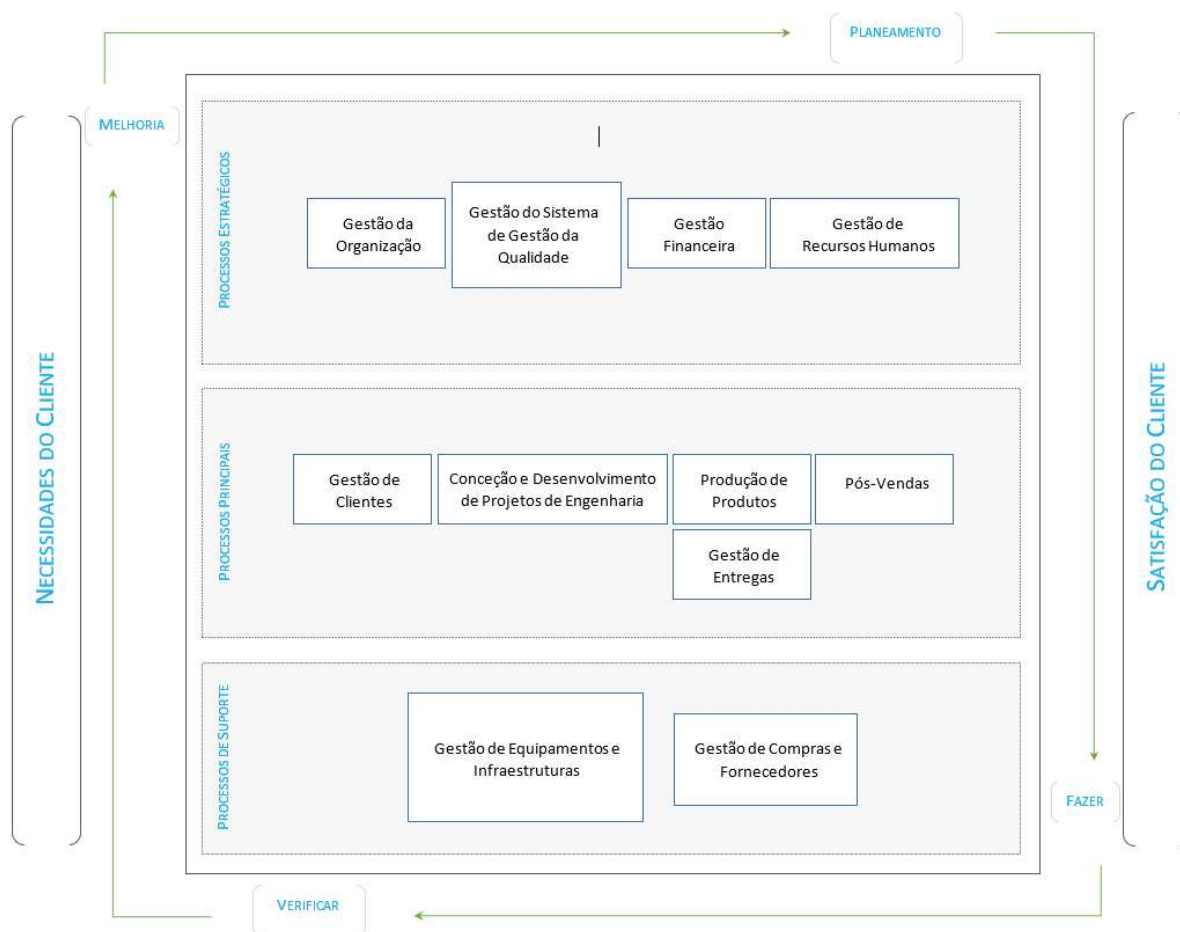 PLANEAMENTO
MELHORIA
NECESSIDADES DO CLIENTE
PROCESSOS ESTRATÉGICOS
Gestão da
Organização
Gestão do Sistema
de Gestão da
Qualidade
Gestão
Financeira
Gestão de
Recursos Humanos
PROCESSOS PRINCIPAIS
Gestão de
Clientes
Conceção e Desenvolvimento
de Projetos de Engenharia
Produção de
Produtos
Pós-Vendas
Gestão de
Entregas
PROCESSOS DE SUPORTE
Gestão de Equipamentos e
Infraestruturas
Gestão de Compras e
Fornecedores
SATISFAÇÃO DO CLIENTE
FAZER
VERIFICAR